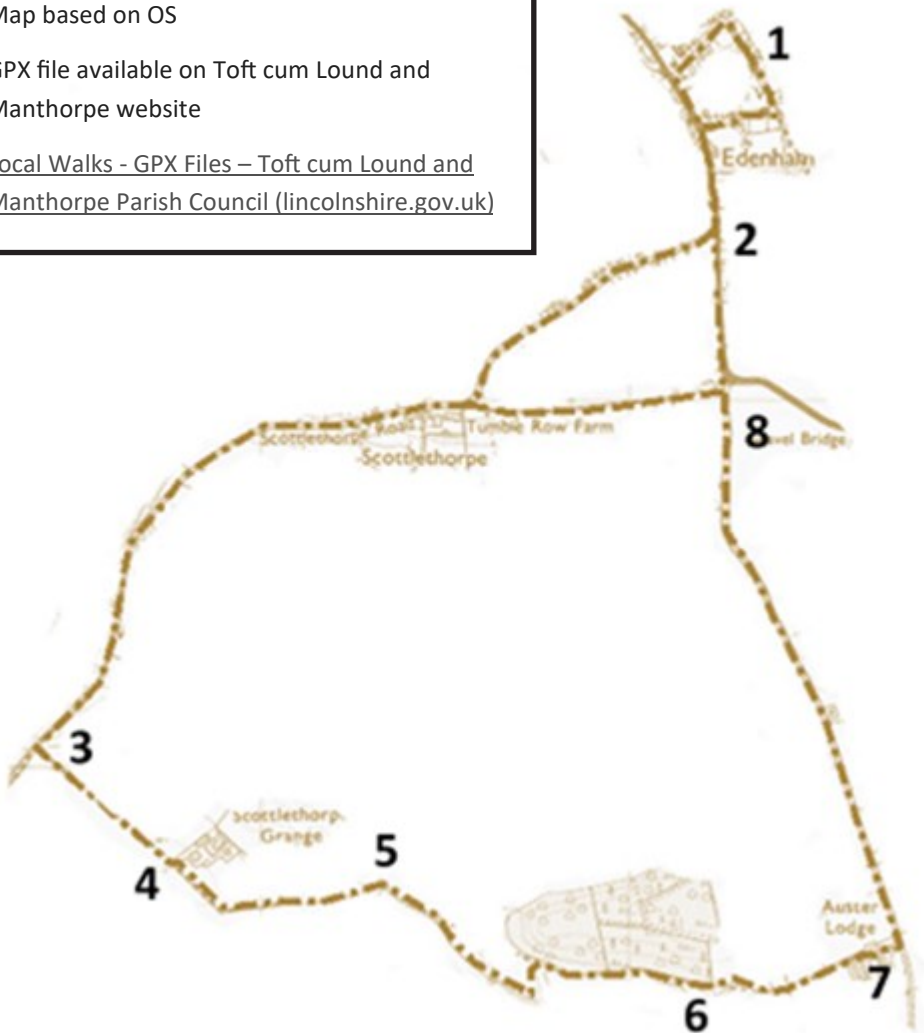 Map based on OS
GPX file available on Toft cum Lound and
Manthorpe website
Local Walks - GPX Files – Toft cum Lound and
Manthorpe Parish Council (lincolnshire.gov.uk)
1
Edenham
2
8
Bridge
Scottlethorpe Road
Tumble Row Farm
Scottlethorpe
3
Scottlethorp
Grange
4
5
6
Auster
Lodge
7